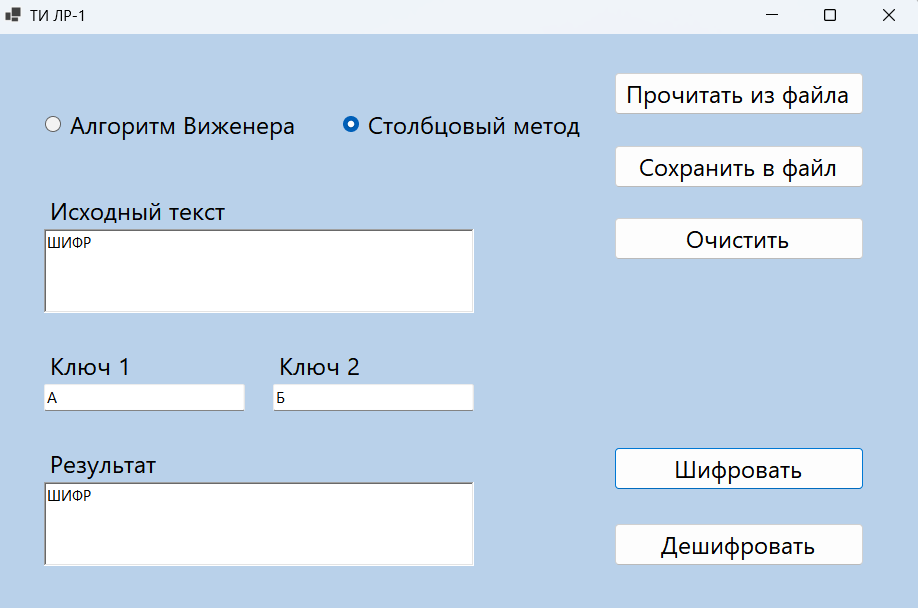 ТИ ЛР-1
Прочитать из файла
Алгоритм Виженера
Столбцовый метод
Сохранить в файл
Исходный текст
Очистить
ШИФР
Ключ 1
Ключ 2
А
Б
Результат
Шифровать
ШИФР
Дешифровать